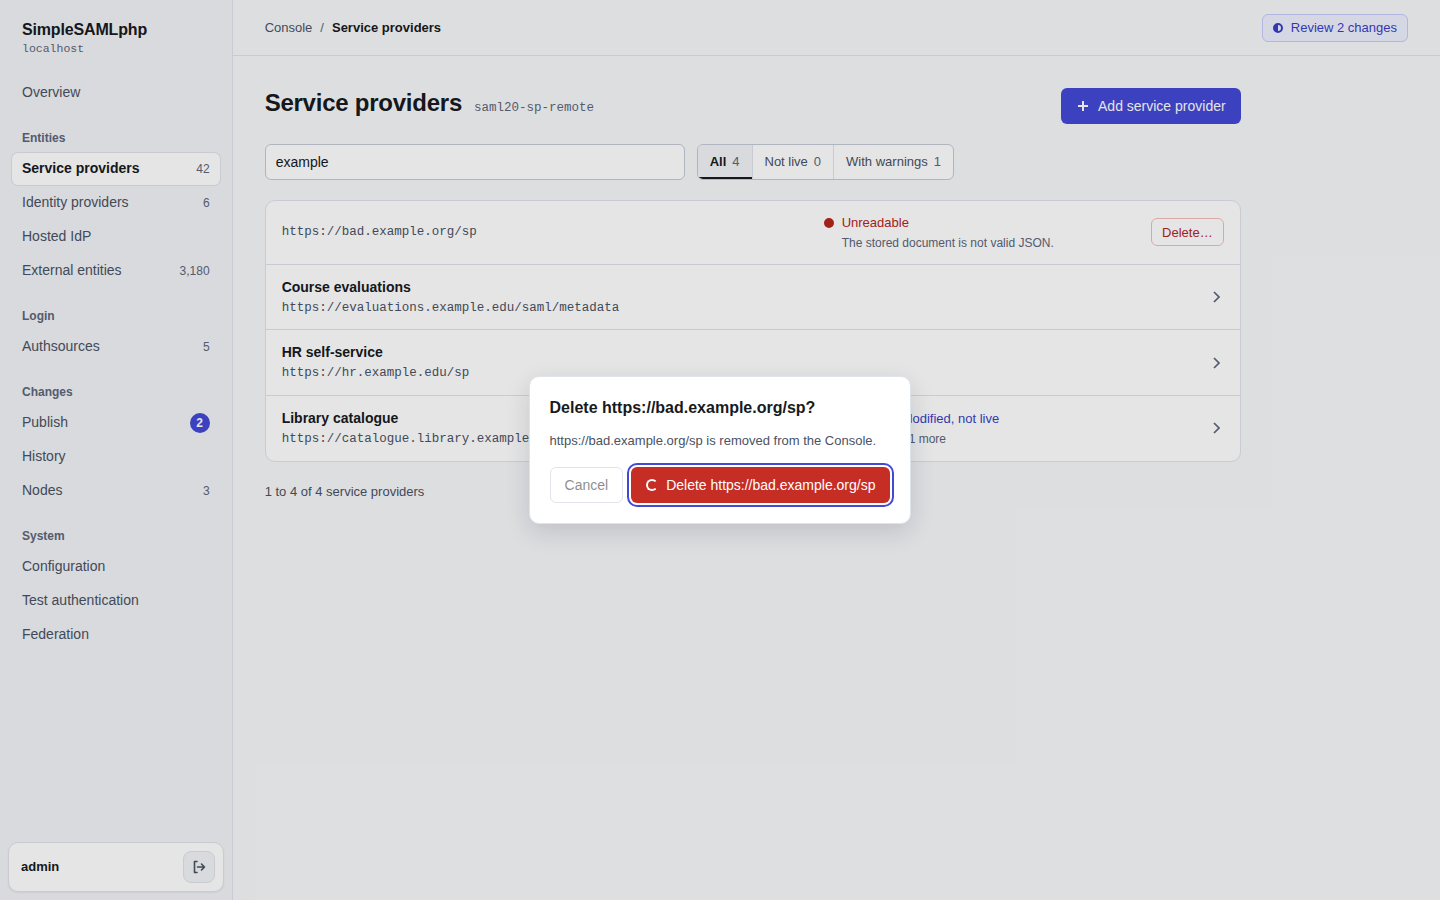 SimpleSAMLphp
localhost
Overview
Entities
Service providers 42
Identity providers 6
Hosted IdP
External entities 3,180
Login
Authsources 5
Changes
Publish 2
History
Nodes 3
System
Configuration
Test authentication
Federation
admin
Console / Service providers
Review 2 changes
Service providers saml20-sp-remote
Add service provider
example
All 4 Not live 0 With warnings 1
https://bad.example.org/sp
Unreadable
The stored document is not valid JSON.
Delete…
Course evaluations
https://evaluations.example.edu/saml/metadata
HR self-service
https://hr.example.edu/sp
Library catalogue
https://catalogue.library.example
not live
1 more
1 to 4 of 4 service providers
Delete https://bad.example.org/sp?
https://bad.example.org/sp is removed from the Console.
Cancel
Delete https://bad.example.org/sp